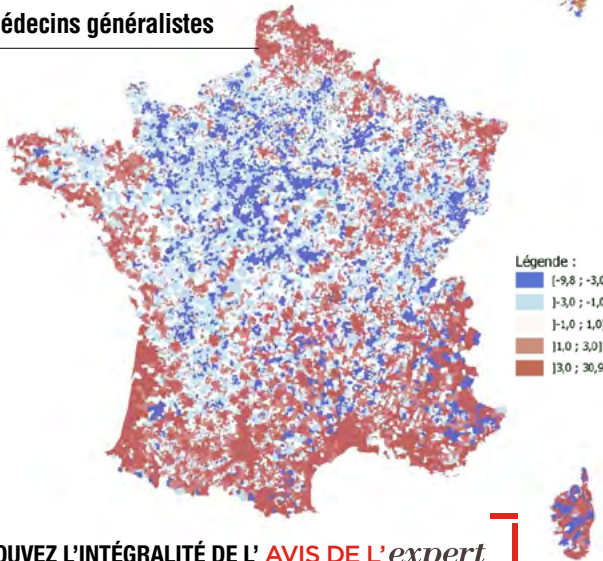 édecins généralistes
Légende :
[-9,8 ; -3,0
]-3,0 ; -1,0
]-1,0 ; 1,0]
]1,0 ; 3,0]
]3,0 ; 30,9
OUVEZ L'INTÉGRALITÉ DE L' AVIS DE L'expert